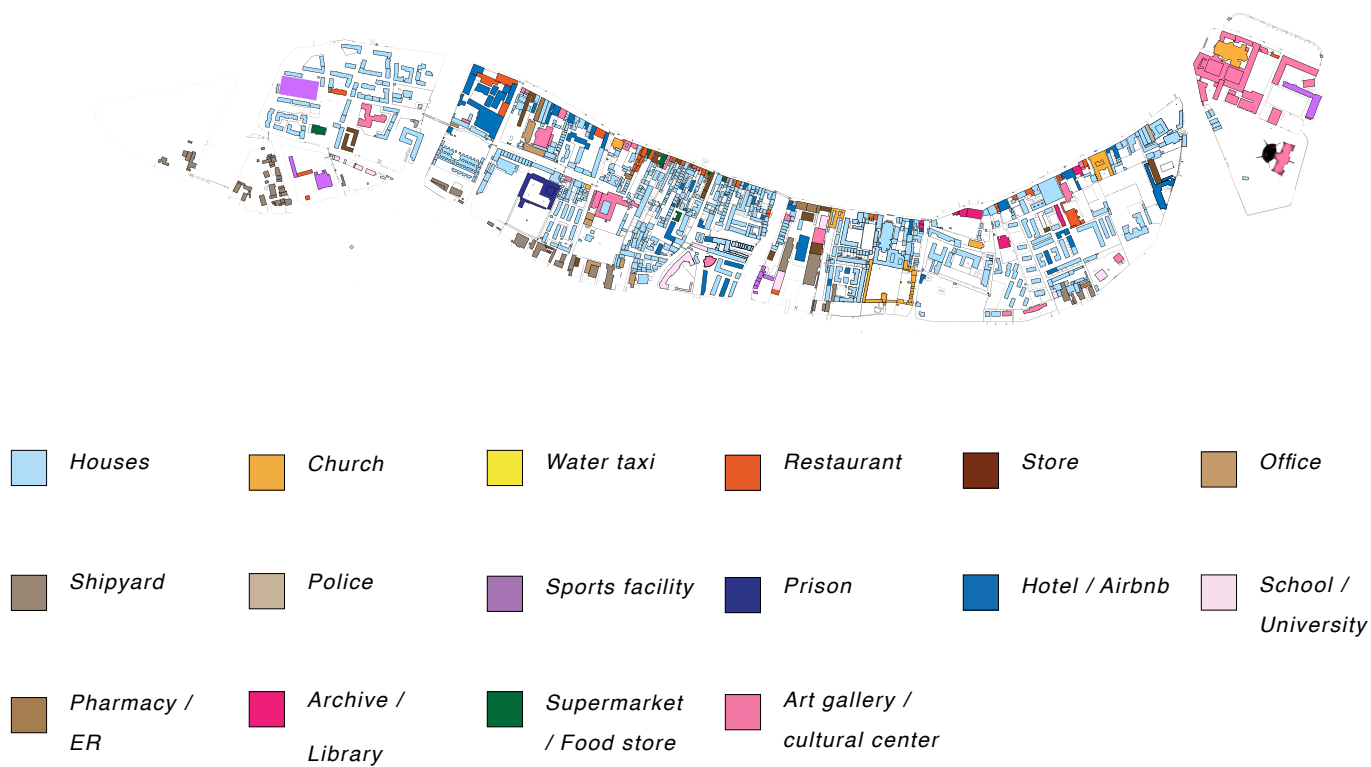 Houses
Church
Water taxi
Restaurant
Store
Office
Shipyard
Police
Sports facility
Prison
Hotel / Airbnb
School /
University
Pharmacy /
ER
Archive /
Library
Supermarket
/ Food store
Art gallery /
cultural center